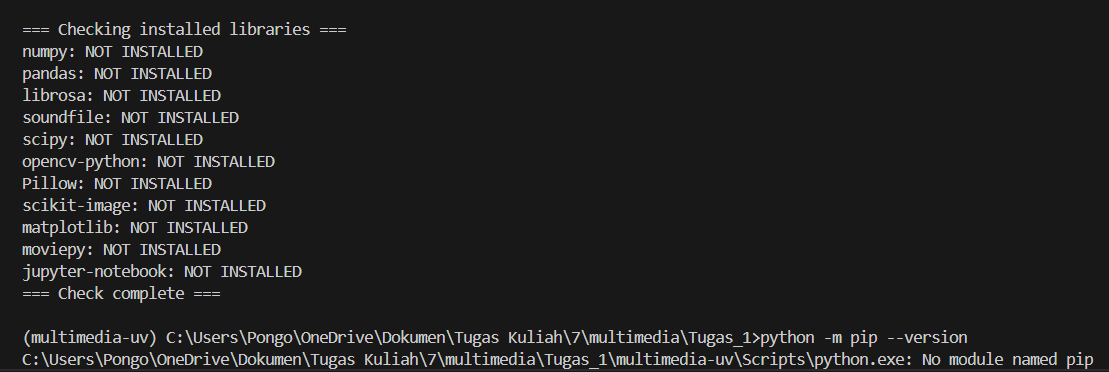 === Checking installed libraries ===
numpy: NOT INSTALLED
pandas: NOT INSTALLED
librosa: NOT INSTALLED
soundfile: NOT INSTALLED
scipy: NOT INSTALLED
opencv-python: NOT INSTALLED
Pillow: NOT INSTALLED
scikit-image: NOT INSTALLED
matplotlib: NOT INSTALLED
moviepy: NOT INSTALLED
jupyter-notebook: NOT INSTALLED
=== Check complete ===
(multimedia-uv) C:\Users\Pongo\OneDrive\Dokumen\Tugas Kuliah\7\multimedia\Tugas_1>python -m pip --version
C:\Users\Pongo\OneDrive\Dokumen\Tugas Kuliah\7\multimedia\Tugas_1\multimedia-uv\Scripts\python.exe: No module named pip